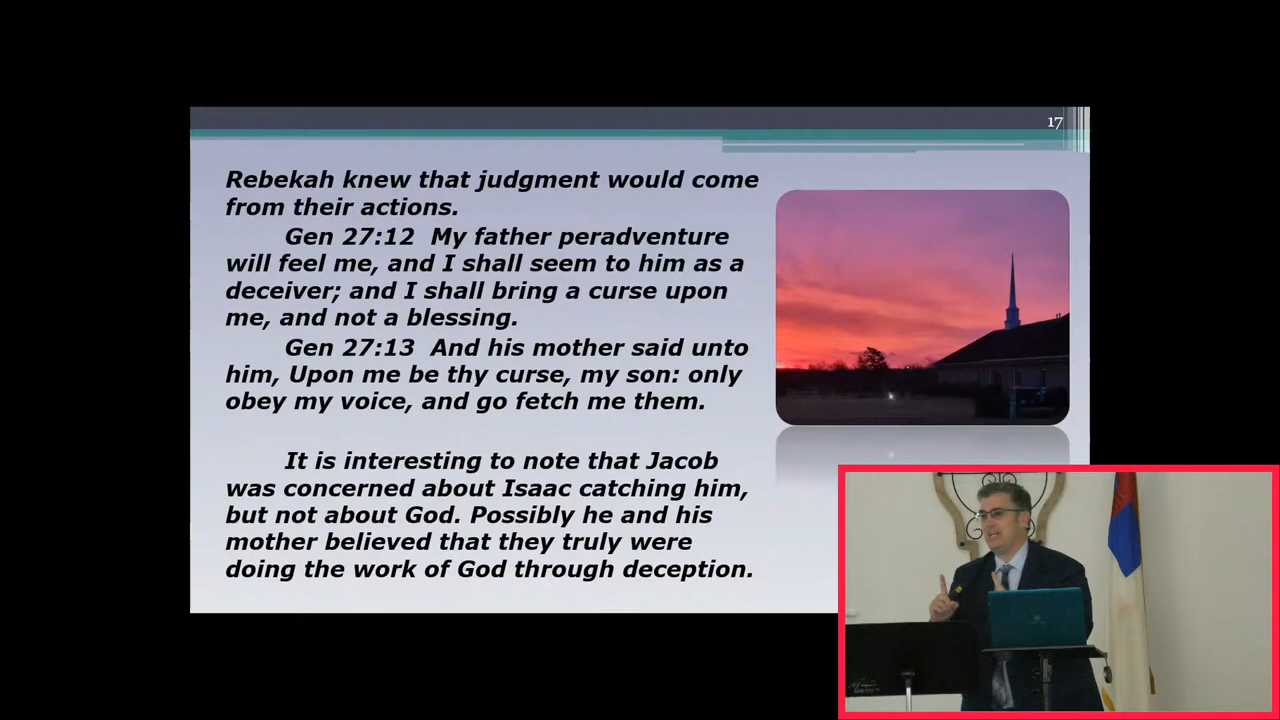 17
Rebekah knew that judgment would come
from their actions.
Gen 27:12 My father peradventure
will feel me, and I shall seem to him as a
deceiver; and I shall bring a curse upon
me, and not a blessing.
Gen 27:13 And his mother said unto
him, Upon me be thy curse, my son: only
obey my voice, and go fetch me them.
It is interesting to note that Jacob
was concerned about Isaac catching him,
but not about God. Possibly he and his
mother believed that they truly were
doing the work of God through deception.